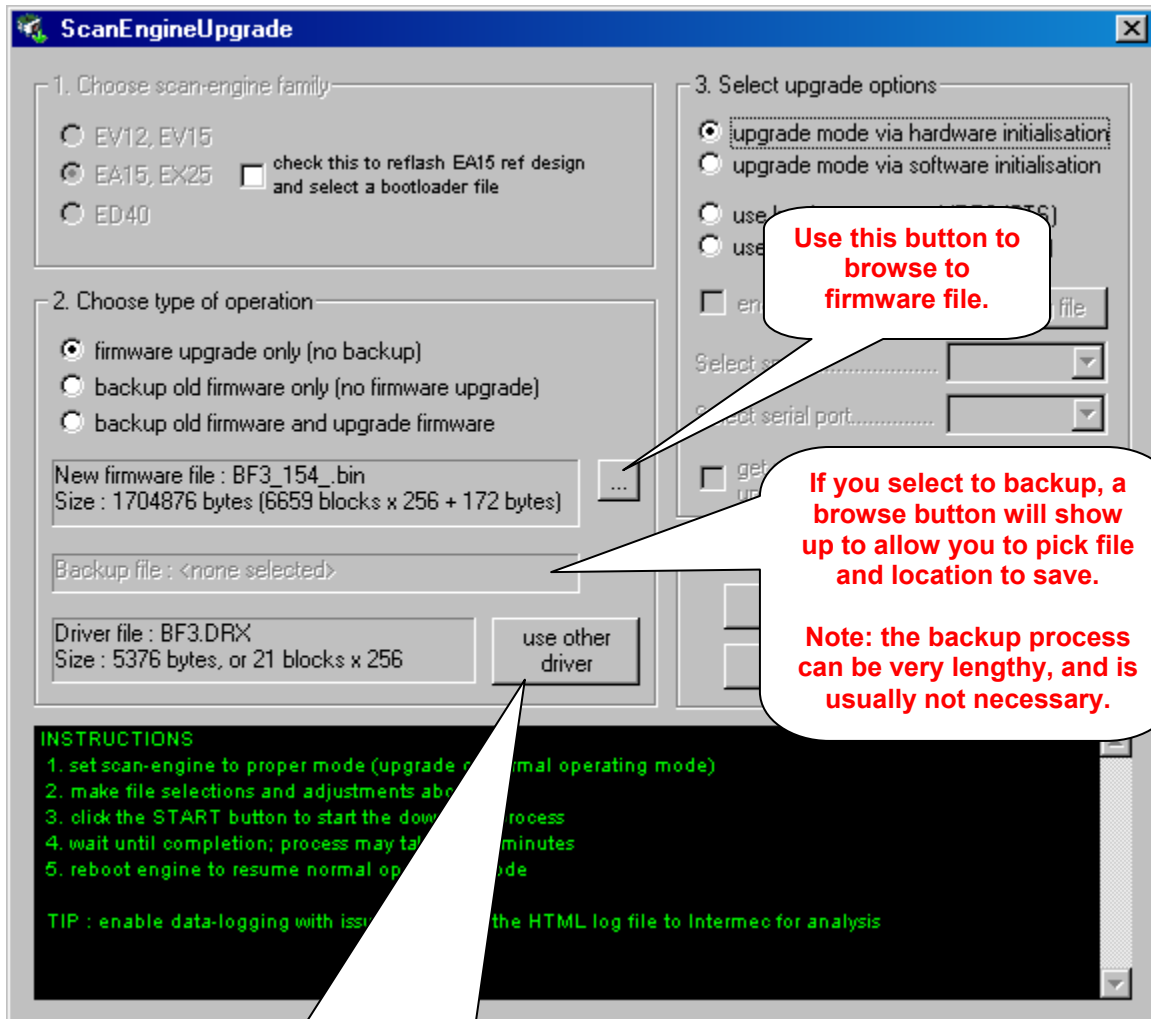 ScanEngineUpgrade
1. Choose scan-engine family
EV12, EV15
EA15, EX25
check this to reflash EA15 ref design
and select a bootloader file
ED40
2. Choose type of operation
firmware upgrade only (no backup)
backup old firmware only (no firmware upgrade)
backup old firmware and upgrade firmware
New firmware file : BF3_154_.bin
Size : 1704876 bytes (6659 blocks x 256 + 172 bytes)
...
Backup file : <none selected>
Driver file : BF3.DRX
Size : 5376 bytes, or 21 blocks x 256
use other
driver
3. Select upgrade options
upgrade mode via hardware initialisation
upgrade mode via software initialisation
use
use
file
Select
serial port..............
get
Use this button to
browse to
firmware file.
If you select to backup, a
browse button will show
up to allow you to pick file
and location to save.
Note: the backup process
can be very lengthy, and is
usually not necessary.
INSTRUCTIONS
1. set scan-engine to proper mode (upgrade normal operating mode)
2. make file selections and adjustments
3. click the START button to start the process
4. wait until completion; process may minutes
5. reboot engine to resume normal
TIP : enable data-logging with the HTML log file to Intermec for analysis